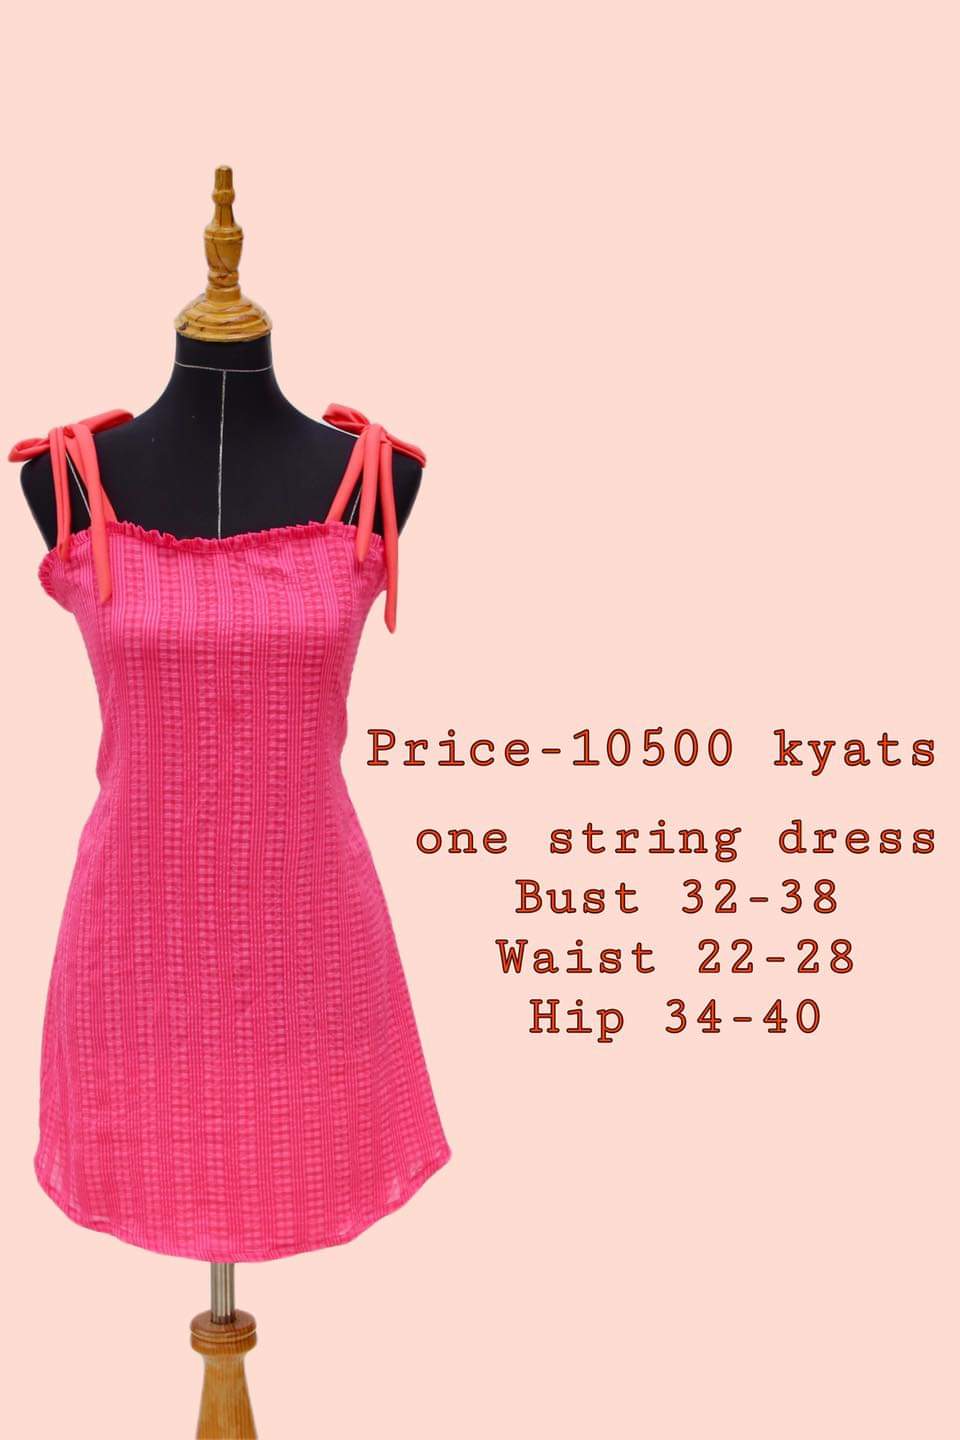 Price-10500 kyats
one string dress
Bust 32-38
Waist 22-28
Hip 34-40